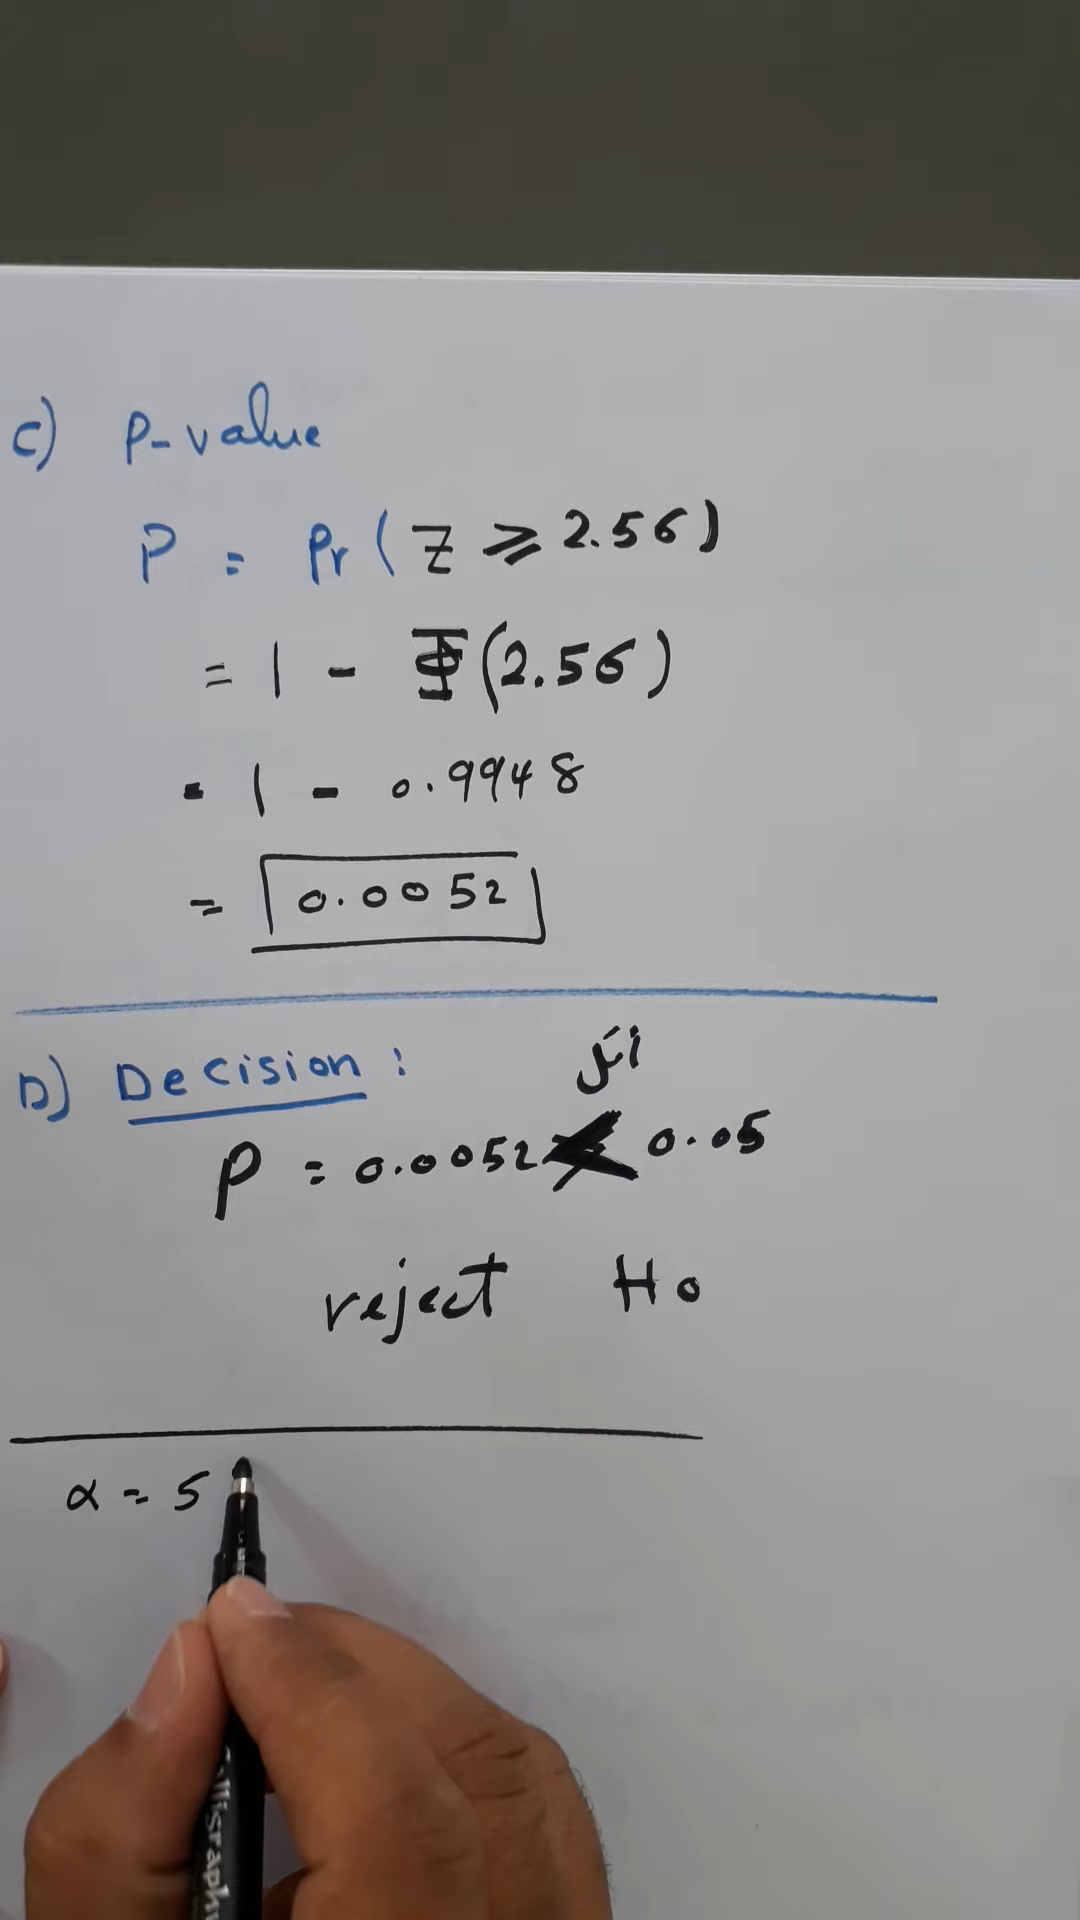 c) P-value
P = Pr(Z ⩾ 2.56)
= 1 - Φ(2.56)
= 1 - 0.9948
= 0.0052
D) Decision:
اقل
P = 0.0052 < 0.05
reject Ho
α = 5